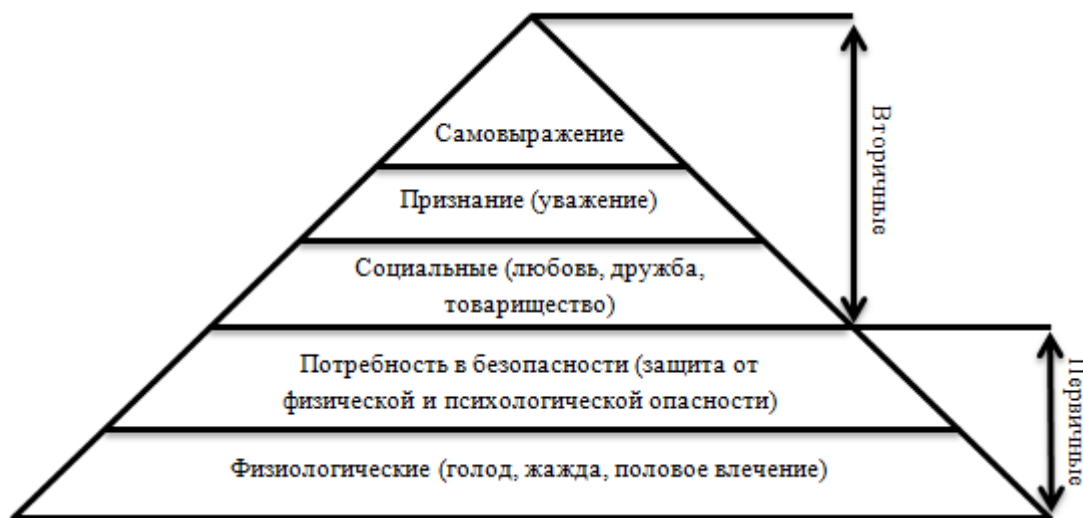 Самовыражение
Признание (уважение)
Социальные (любовь, дружба,
товарищество)
Потребность в безопасности (защита от
физической и психологической опасности)
Физиологические (голод, жажда, половое влечение)
Вторичные
Первичные